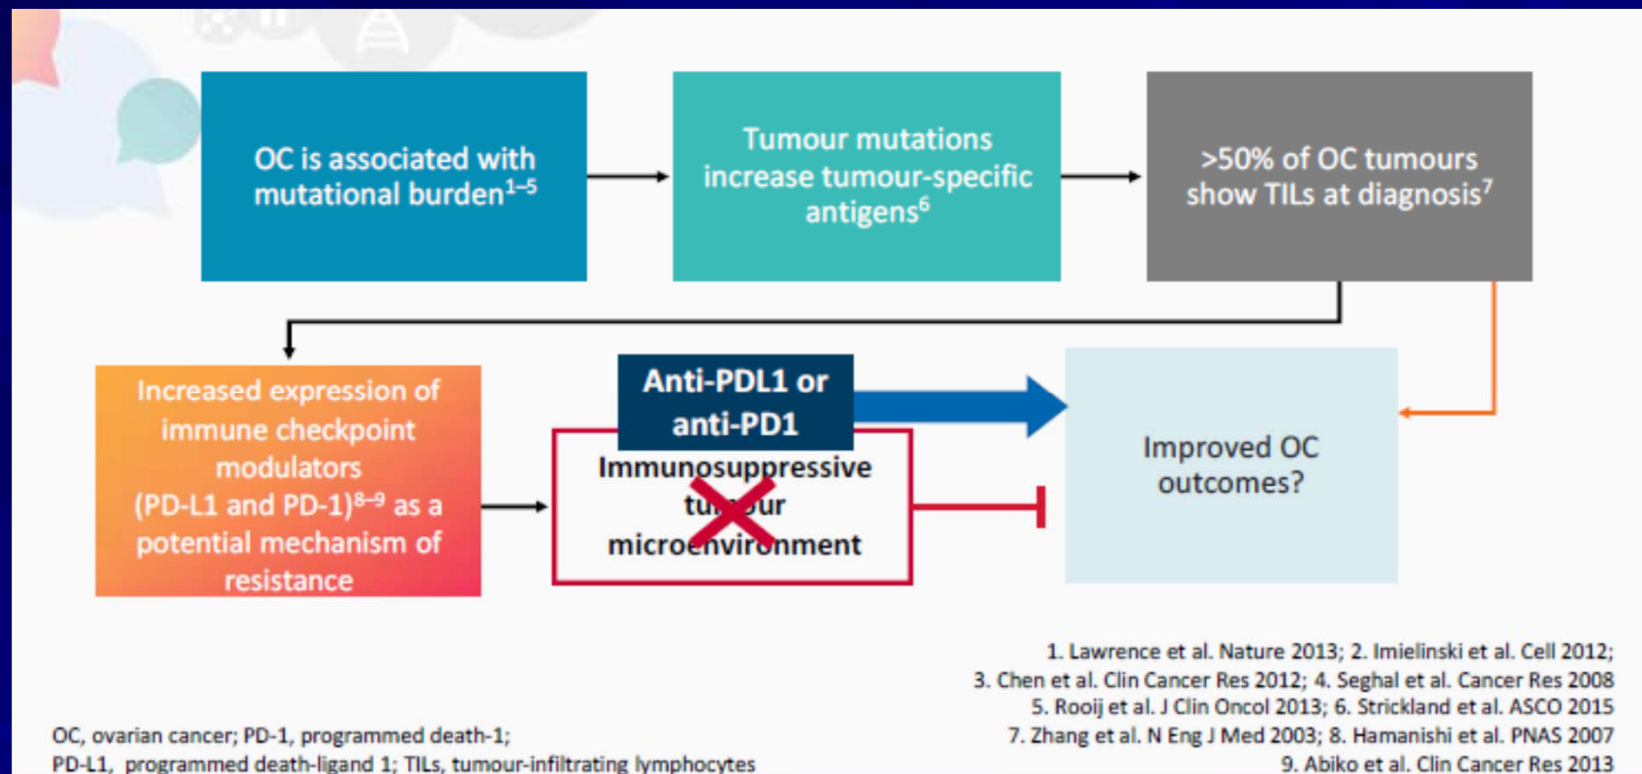 OC is associated with
mutational burden1–5
Tumour mutations
increase tumour-specific
antigens6
>50% of OC tumours
show TILs at diagnosis7
Increased expression of
immune checkpoint
modulators
(PD-L1 and PD-1)8–9 as a
potential mechanism of
resistance
Anti-PDL1 or
anti-PD1
Immunosuppressive
tumour
microenvironment
Improved OC
outcomes?
1. Lawrence et al. Nature 2013; 2. Imielinski et al. Cell 2012;
3. Chen et al. Clin Cancer Res 2012; 4. Seghal et al. Cancer Res 2008
5. Rooij et al. J Clin Oncol 2013; 6. Strickland et al. ASCO 2015
7. Zhang et al. N Eng J Med 2003; 8. Hamanishi et al. PNAS 2007
9. Abiko et al. Clin Cancer Res 2013
OC, ovarian cancer; PD-1, programmed death-1;
PD-L1, programmed death-ligand 1; TILs, tumour-infiltrating lymphocytes